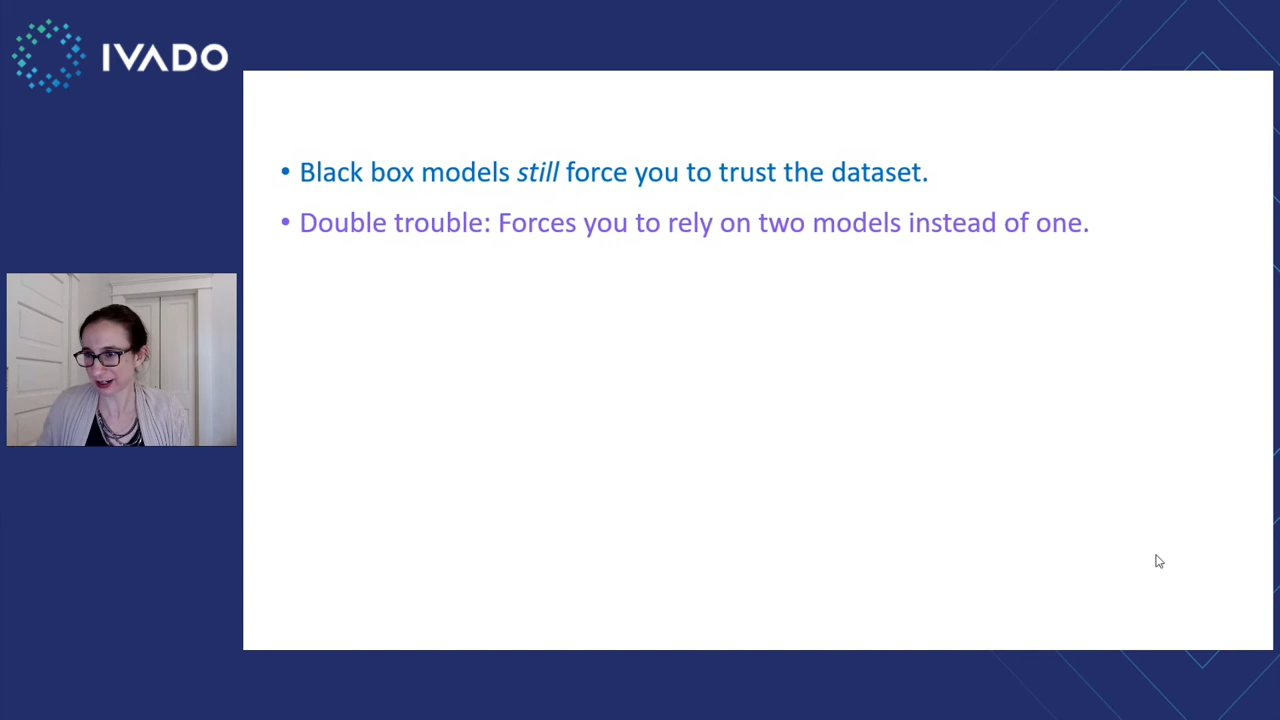 IVADO
• Black box models still force you to trust the dataset.
• Double trouble: Forces you to rely on two models instead of one.